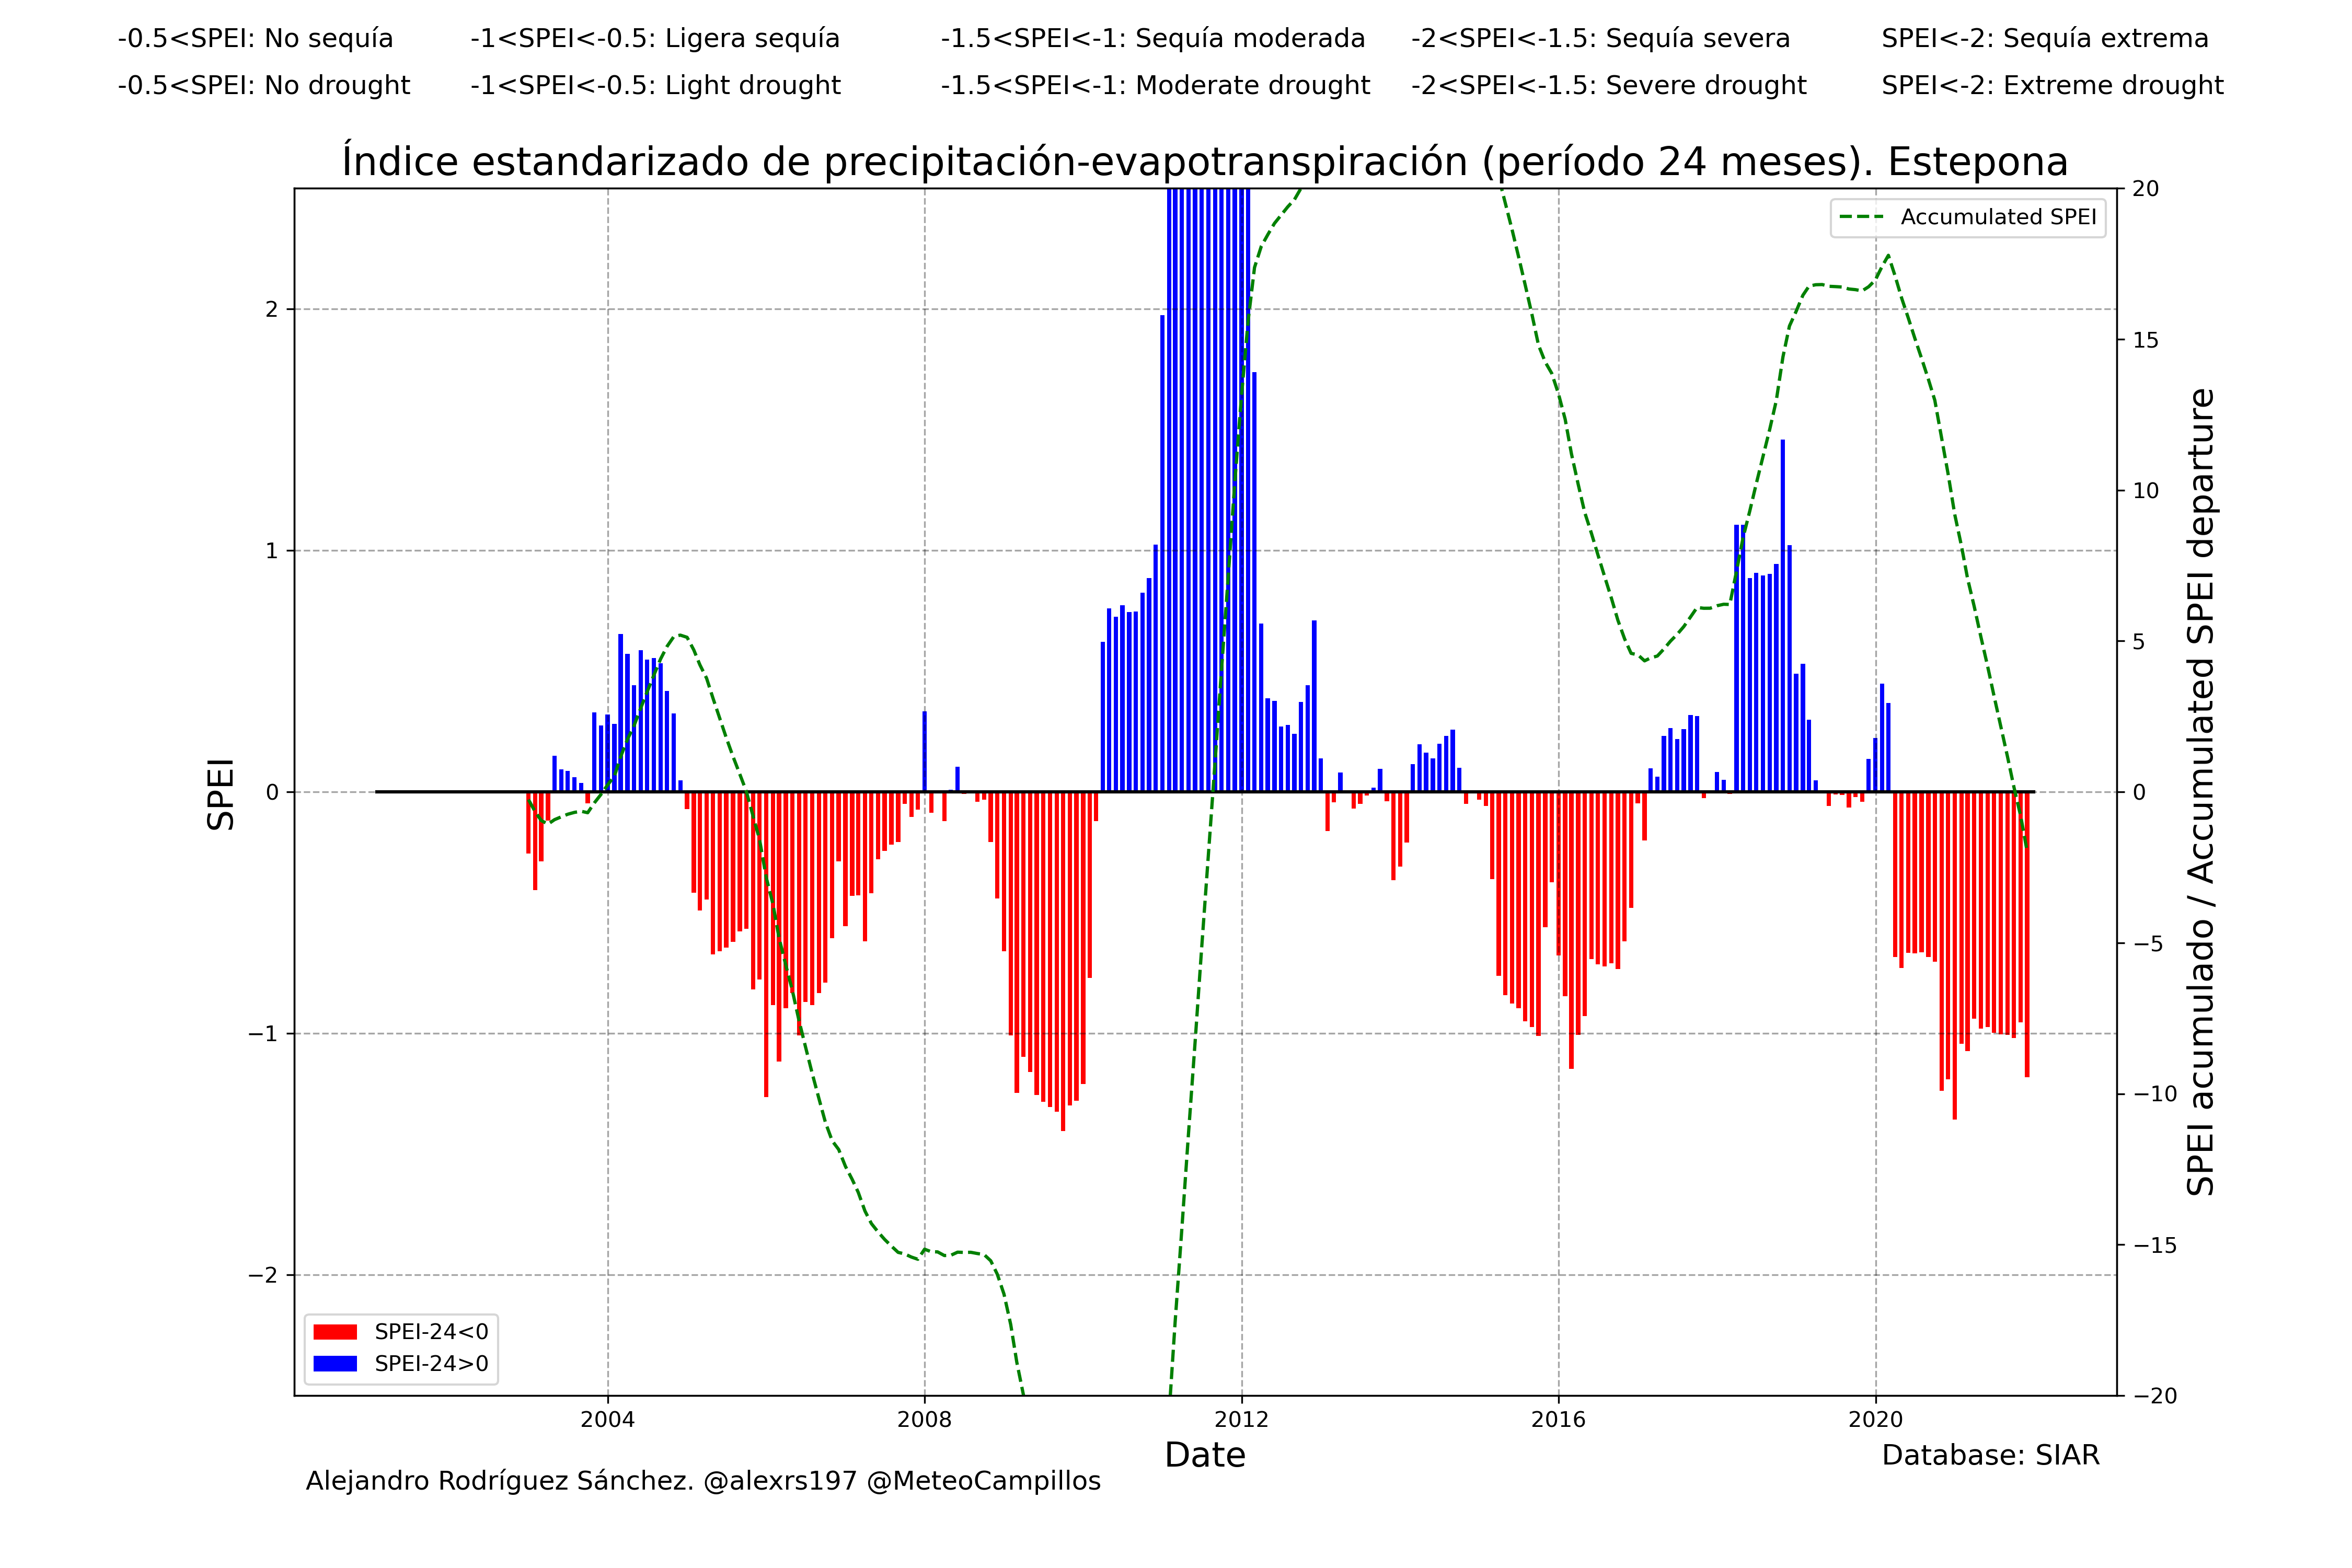 -0.5<SPEI: No sequía -1<SPEI<-0.5: Ligera sequía -1.5<SPEI<-1: Sequía moderada -2<SPEI<-1.5: Sequía severa SPEI<-2: Sequía extrema
-0.5<SPEI: No drought -1<SPEI<-0.5: Light drought -1.5<SPEI<-1: Moderate drought -2<SPEI<-1.5: Severe drought SPEI<-2: Extreme drought
Índice estandarizado de precipitación-evapotranspiración (período 24 meses). Estepona
Accumulated SPEI
2
1
0
−1
−2
SPEI
20
15
10
5
0
−5
−10
−15
−20
SPEI acumulado / Accumulated SPEI departure
SPEI-24<0
SPEI-24>0
2004 2008 2012 2016 2020
Date
Database: SIAR
Alejandro Rodríguez Sánchez. @alexrs197 @MeteoCampillos